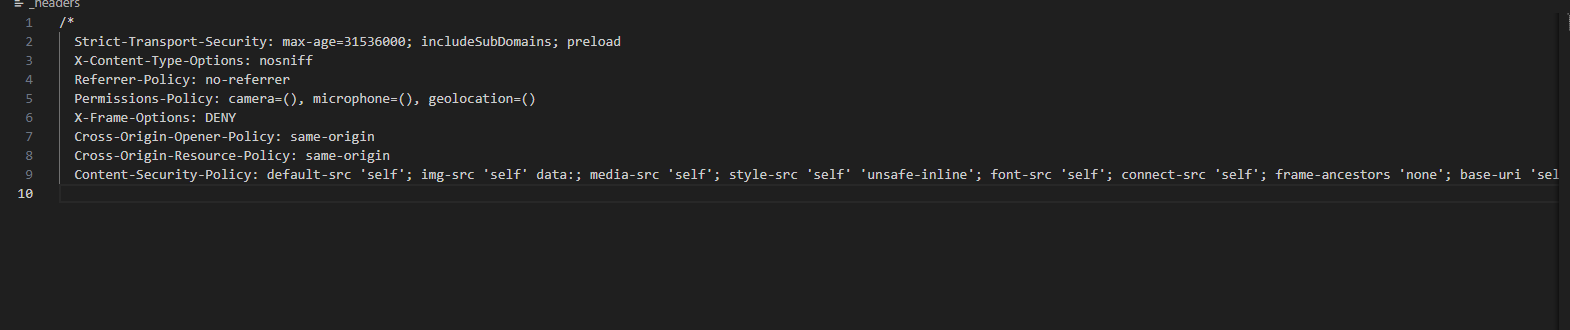 _headers
1 /*
2 Strict-Transport-Security: max-age=31536000; includeSubDomains; preload
3 X-Content-Type-Options: nosniff
4 Referrer-Policy: no-referrer
5 Permissions-Policy: camera=(), microphone=(), geolocation=()
6 X-Frame-Options: DENY
7 Cross-Origin-Opener-Policy: same-origin
8 Cross-Origin-Resource-Policy: same-origin
9 Content-Security-Policy: default-src 'self'; img-src 'self' data:; media-src 'self'; style-src 'self' 'unsafe-inline'; font-src 'self'; connect-src 'self'; frame-ancestors 'none'; base-uri 'sel
10